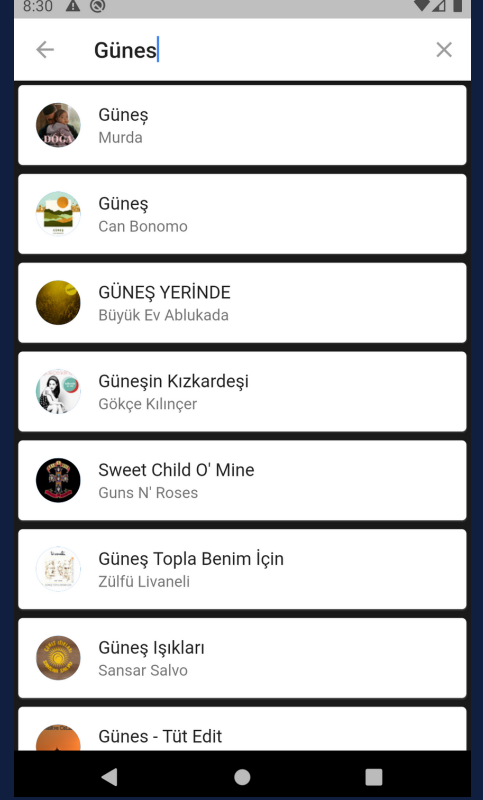 8:30
Günes
Güneş
Murda
DOĞA
Güneş
Can Bonomo
GÜNEŞ YERİNDE
Büyük Ev Ablukada
Güneşin Kızkardeşi
Gökçe Kılınçer
Sweet Child O' Mine
Guns N' Roses
Güneş Topla Benim İçin
Zülfü Livaneli
Güneş Işıkları
Sansar Salvo
Günes - Tüt Edit